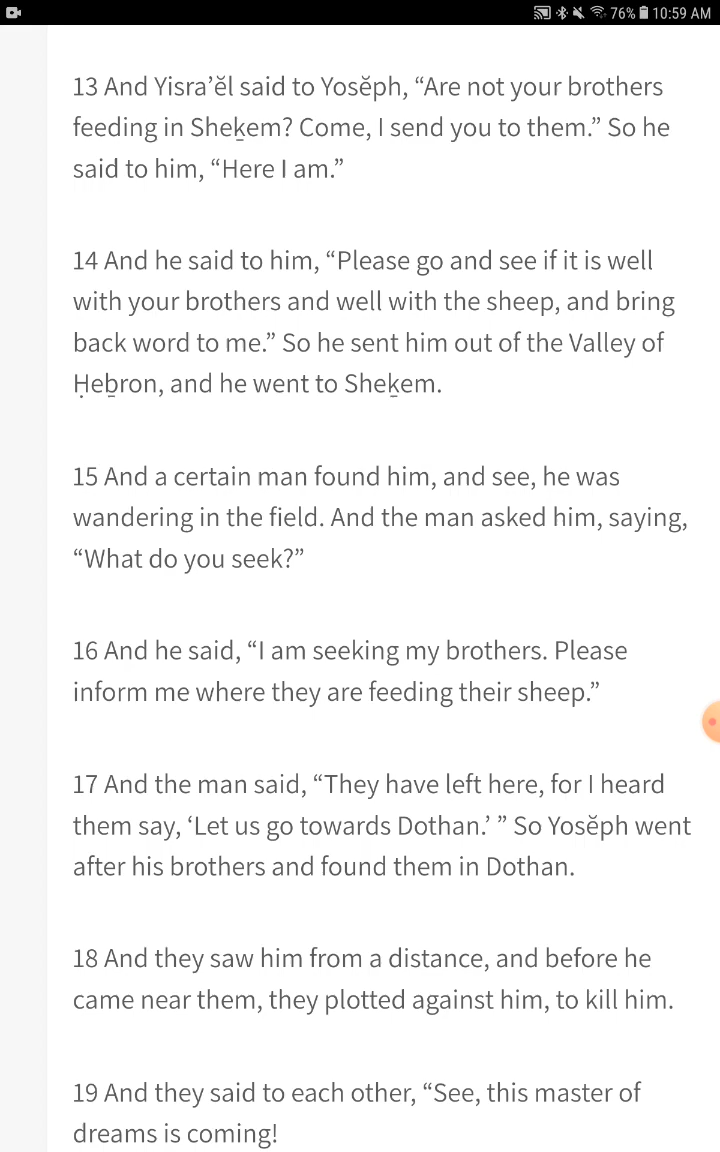 76% 10:59 AM
13 And Yisra’ĕl said to Yosĕph, “Are not your brothers
feeding in Sheḵem? Come, I send you to them.” So he
said to him, “Here I am.”
14 And he said to him, “Please go and see if it is well
with your brothers and well with the sheep, and bring
back word to me.” So he sent him out of the Valley of
Ḥeḇron, and he went to Sheḵem.
15 And a certain man found him, and see, he was
wandering in the field. And the man asked him, saying,
“What do you seek?”
16 And he said, “I am seeking my brothers. Please
inform me where they are feeding their sheep.”
17 And the man said, “They have left here, for I heard
them say, ‘Let us go towards Dothan.’ ” So Yosĕph went
after his brothers and found them in Dothan.
18 And they saw him from a distance, and before he
came near them, they plotted against him, to kill him.
19 And they said to each other, “See, this master of
dreams is coming!